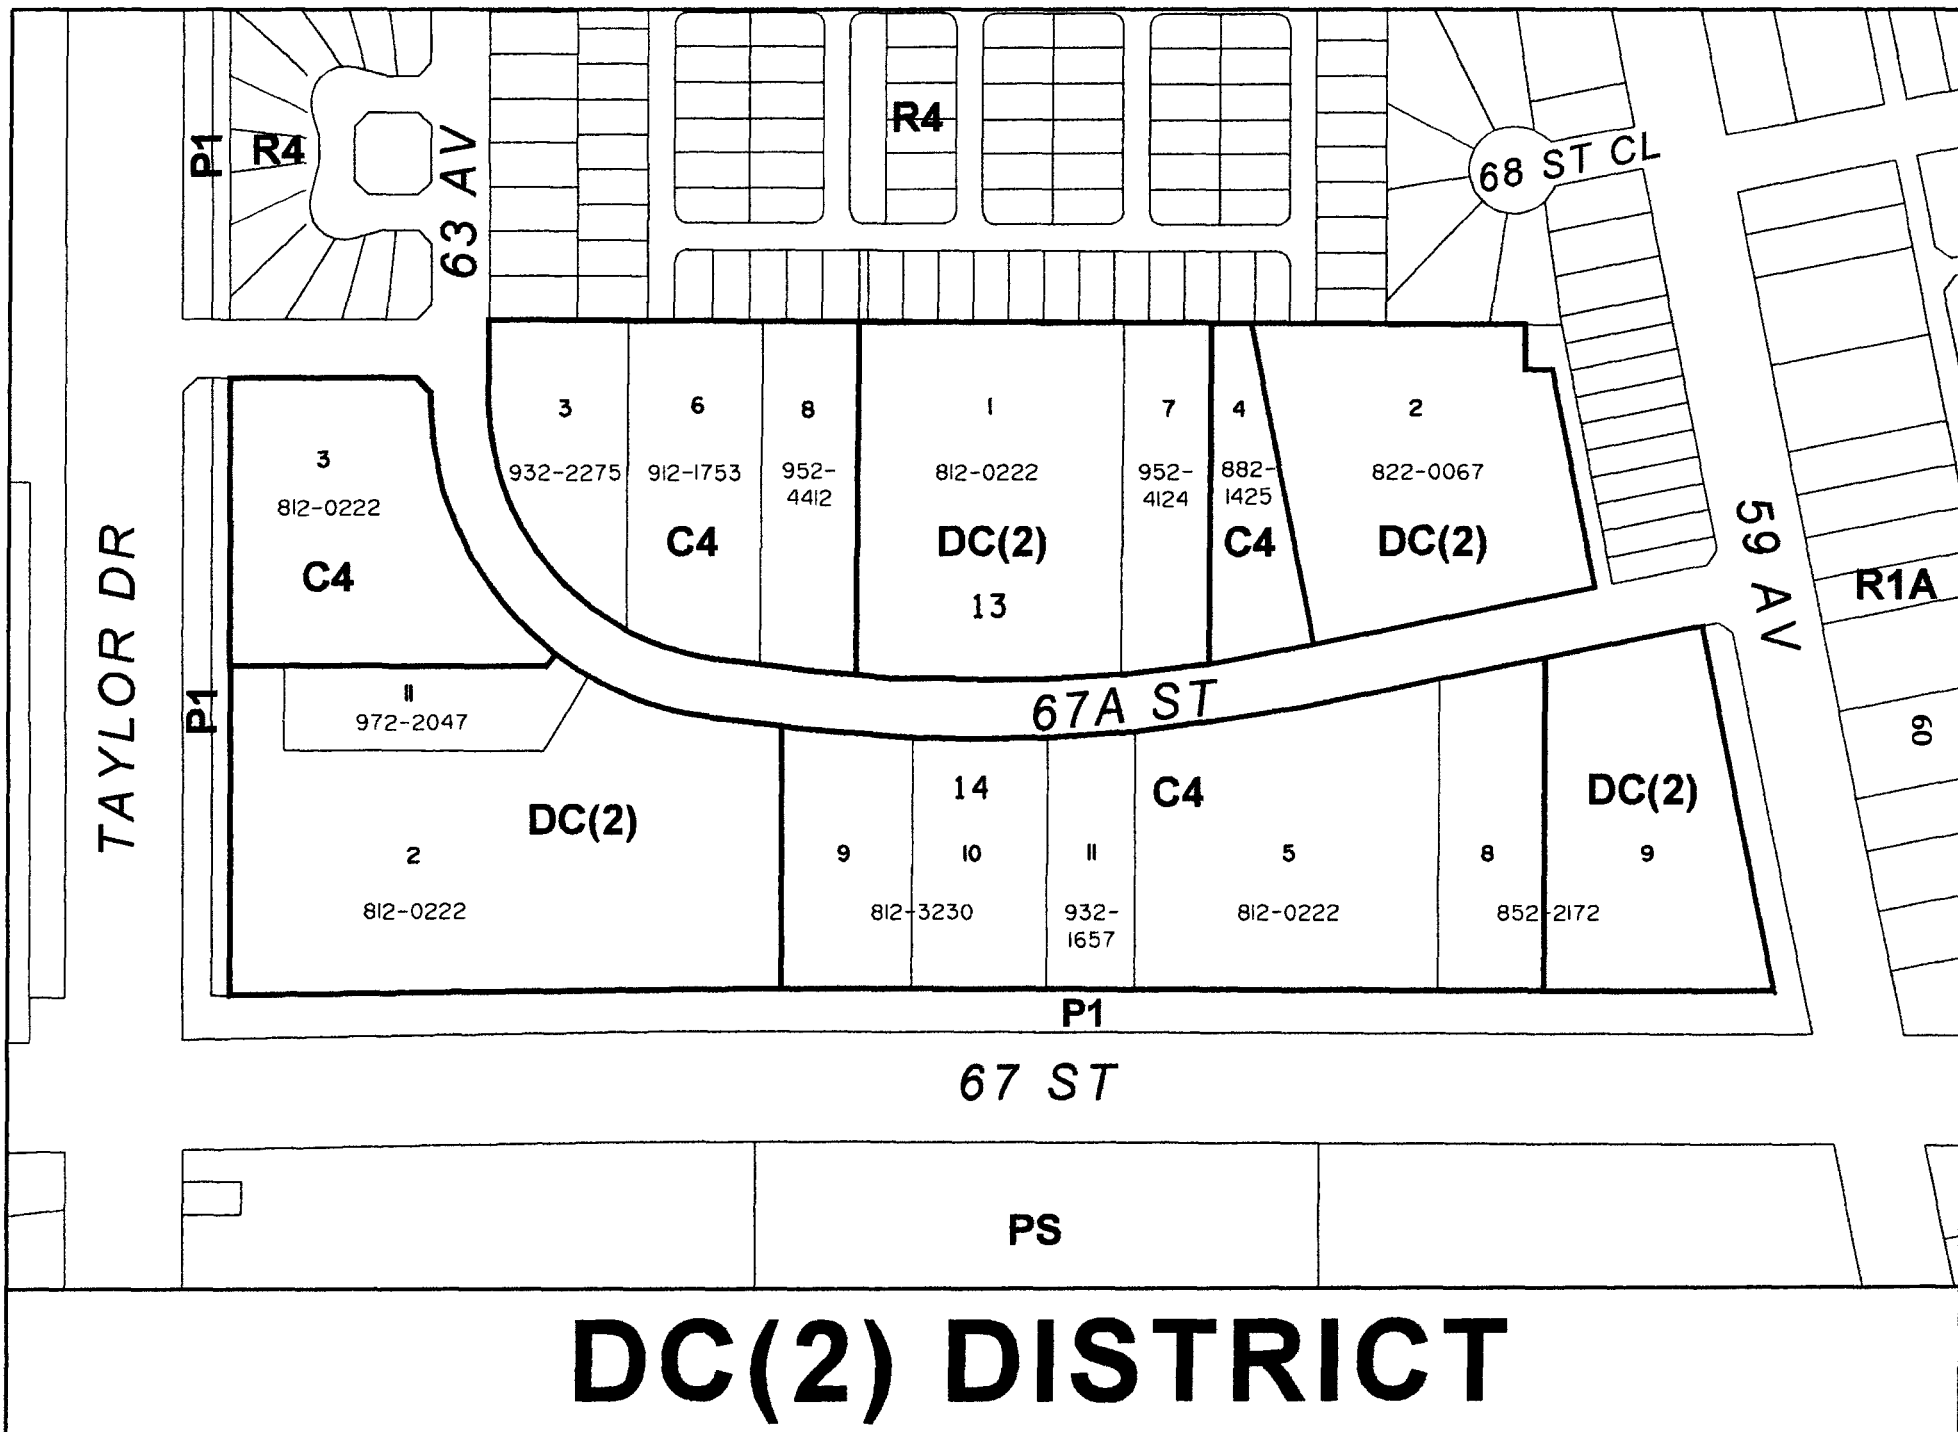 P1
R4
63 AV
R4
68 ST CL
3
812-0222
C4
3
932-2275
6
912-1753
C4
8
952-
4412
1
812-0222
DC(2)
13
7
952-
4124
4
882-
1425
C4
2
822-0067
DC(2)
59 AV
R1A
60
TAYLOR DR
P1
11
972-2047
67A ST
DC(2)
2
812-0222
9
14
10
812-3230
11
932-
1657
C4
5
812-0222
8
852-2172
DC(2)
9
P1
67 ST
PS
DC(2) DISTRICT